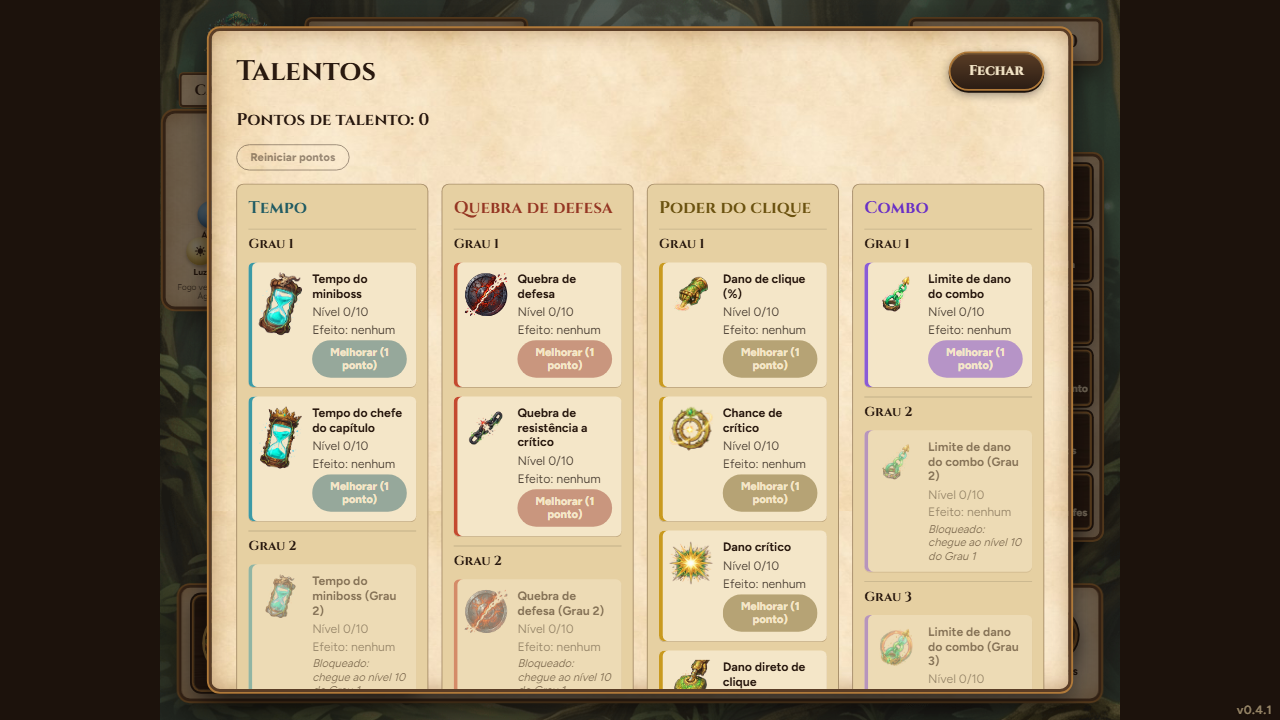 Talentos
Fechar
Pontos de talento: 0
Reiniciar pontos
Tempo
Grau 1
Tempo do
miniboss
Nível 0/10
Efeito: nenhum
Melhorar (1
ponto)
Tempo do chefe
do capítulo
Nível 0/10
Efeito: nenhum
Melhorar (1
ponto)
Grau 2
Tempo do
miniboss (Grau
2)
Nível 0/10
Efeito: nenhum
Bloqueado:
chegue ao nível 10
do Grau 1
Quebra de defesa
Grau 1
Quebra de
defesa
Nível 0/10
Efeito: nenhum
Melhorar (1
ponto)
Quebra de
resistência a
crítico
Nível 0/10
Efeito: nenhum
Melhorar (1
ponto)
Grau 2
Quebra de
defesa (Grau 2)
Nível 0/10
Efeito: nenhum
Bloqueado:
chegue ao nível 10
do Grau 1
Poder do clique
Grau 1
Dano de clique
(%)
Nível 0/10
Efeito: nenhum
Melhorar (1
ponto)
Chance de
crítico
Nível 0/10
Efeito: nenhum
Melhorar (1
ponto)
Dano crítico
Nível 0/10
Efeito: nenhum
Melhorar (1
ponto)
Dano direto de
clique
Combo
Grau 1
Limite de dano
do combo
Nível 0/10
Efeito: nenhum
Melhorar (1
ponto)
Grau 2
Limite de dano
do combo (Grau
2)
Nível 0/10
Efeito: nenhum
Bloqueado:
chegue ao nível 10
do Grau 1
Grau 3
Limite de dano
do combo (Grau
3)
Nível 0/10
v0.4.1